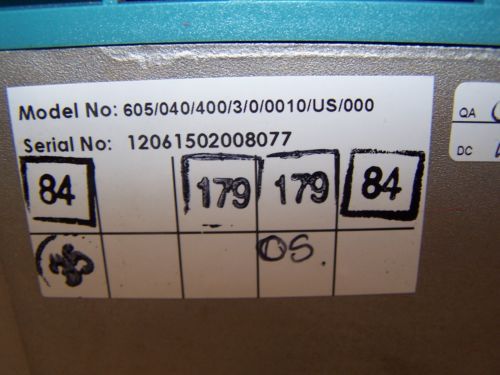 Model No: 605/040/400/3/0/0010/US/000
Serial No: 12061502008077
84 179 179 84
OS.
QA
DC